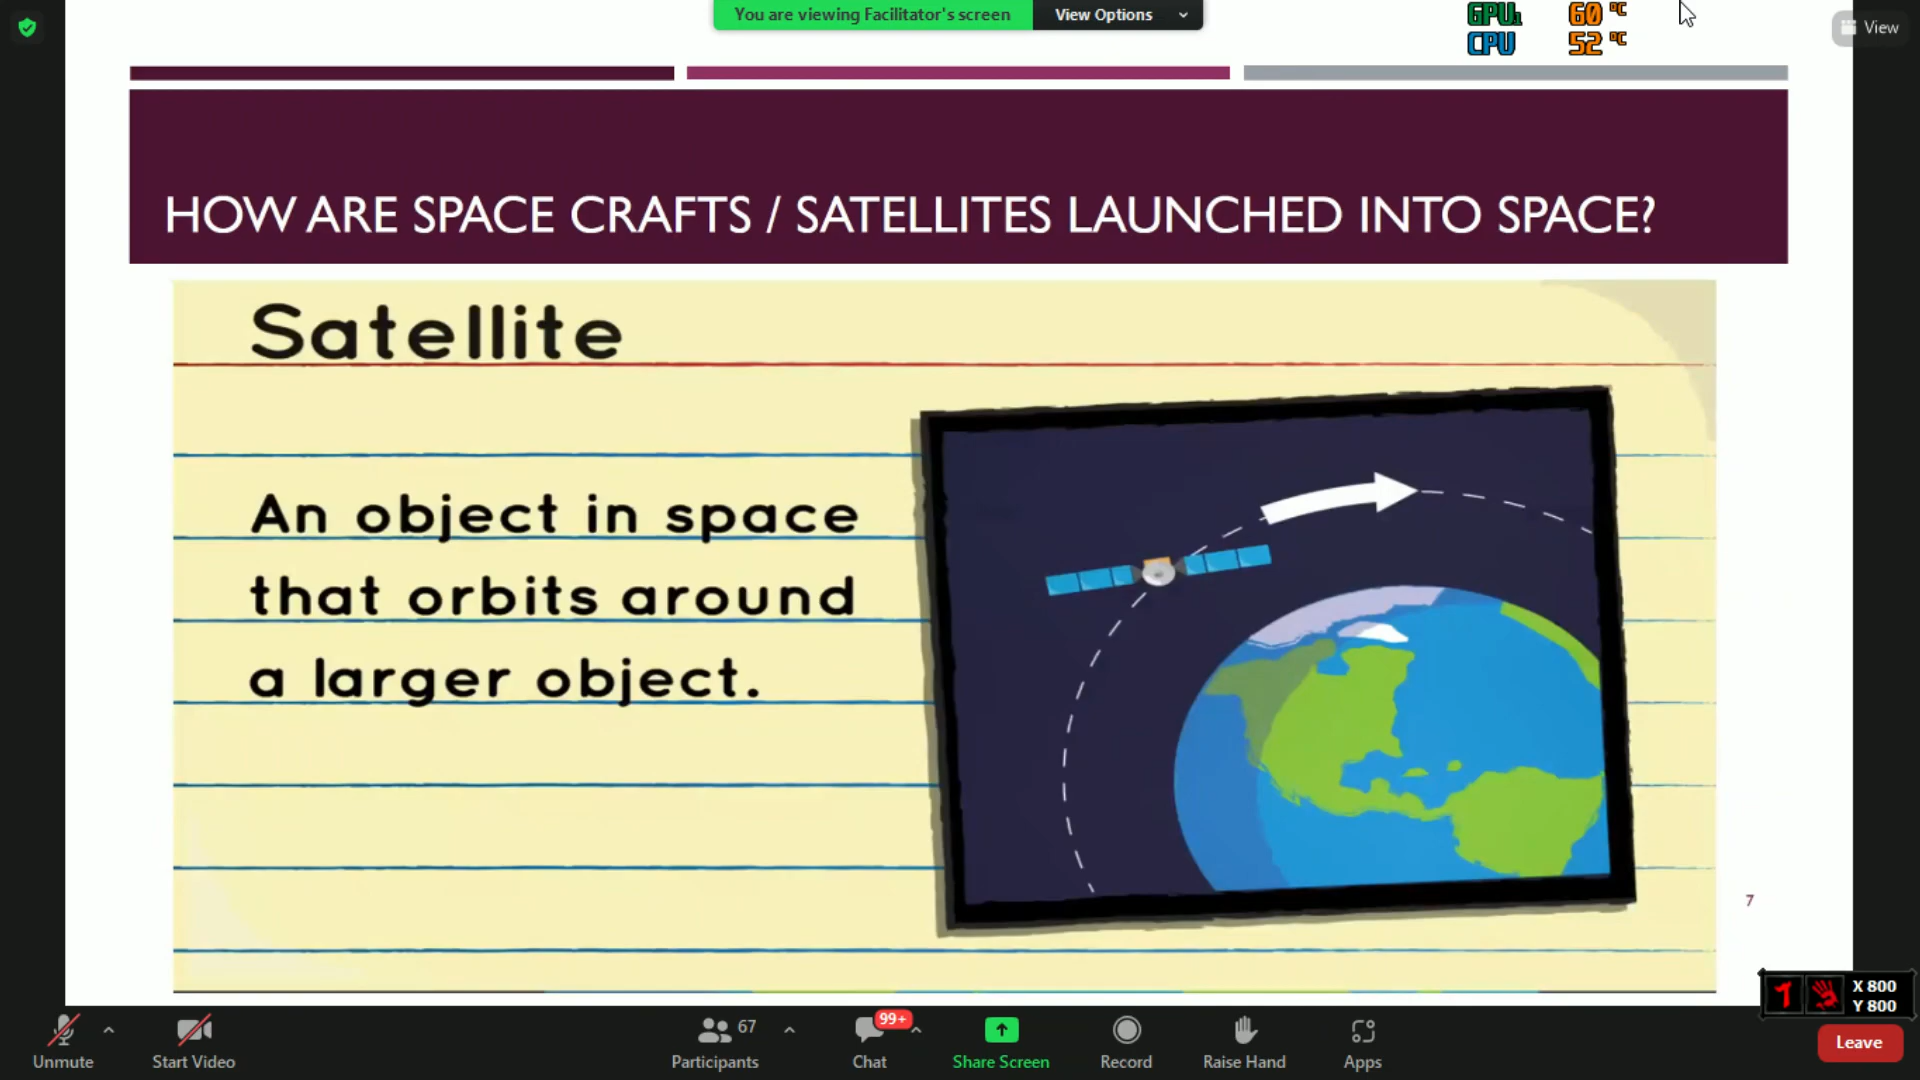 You are viewing Facilitator's screen
View Options
GPU1 60 °C
CPU 52 °C
View
HOW ARE SPACE CRAFTS / SATELLITES LAUNCHED INTO SPACE?
Satellite
An object in space
that orbits around
a larger object.
7
X 800
Y 800
Unmute
Start Video
67
Participants
99+
Chat
Share Screen
Record
Raise Hand
Apps
Leave